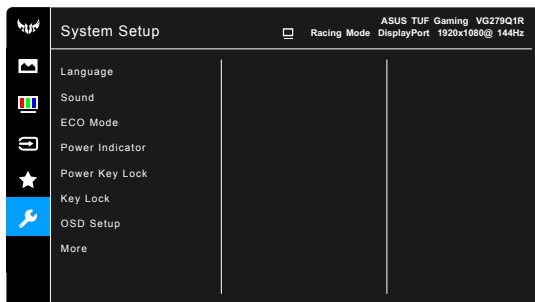 System Setup
ASUS TUF Gaming VG279Q1R
Racing Mode DisplayPort 1920x1080@ 144Hz
Language
Sound
ECO Mode
Power Indicator
Power Key Lock
Key Lock
OSD Setup
More